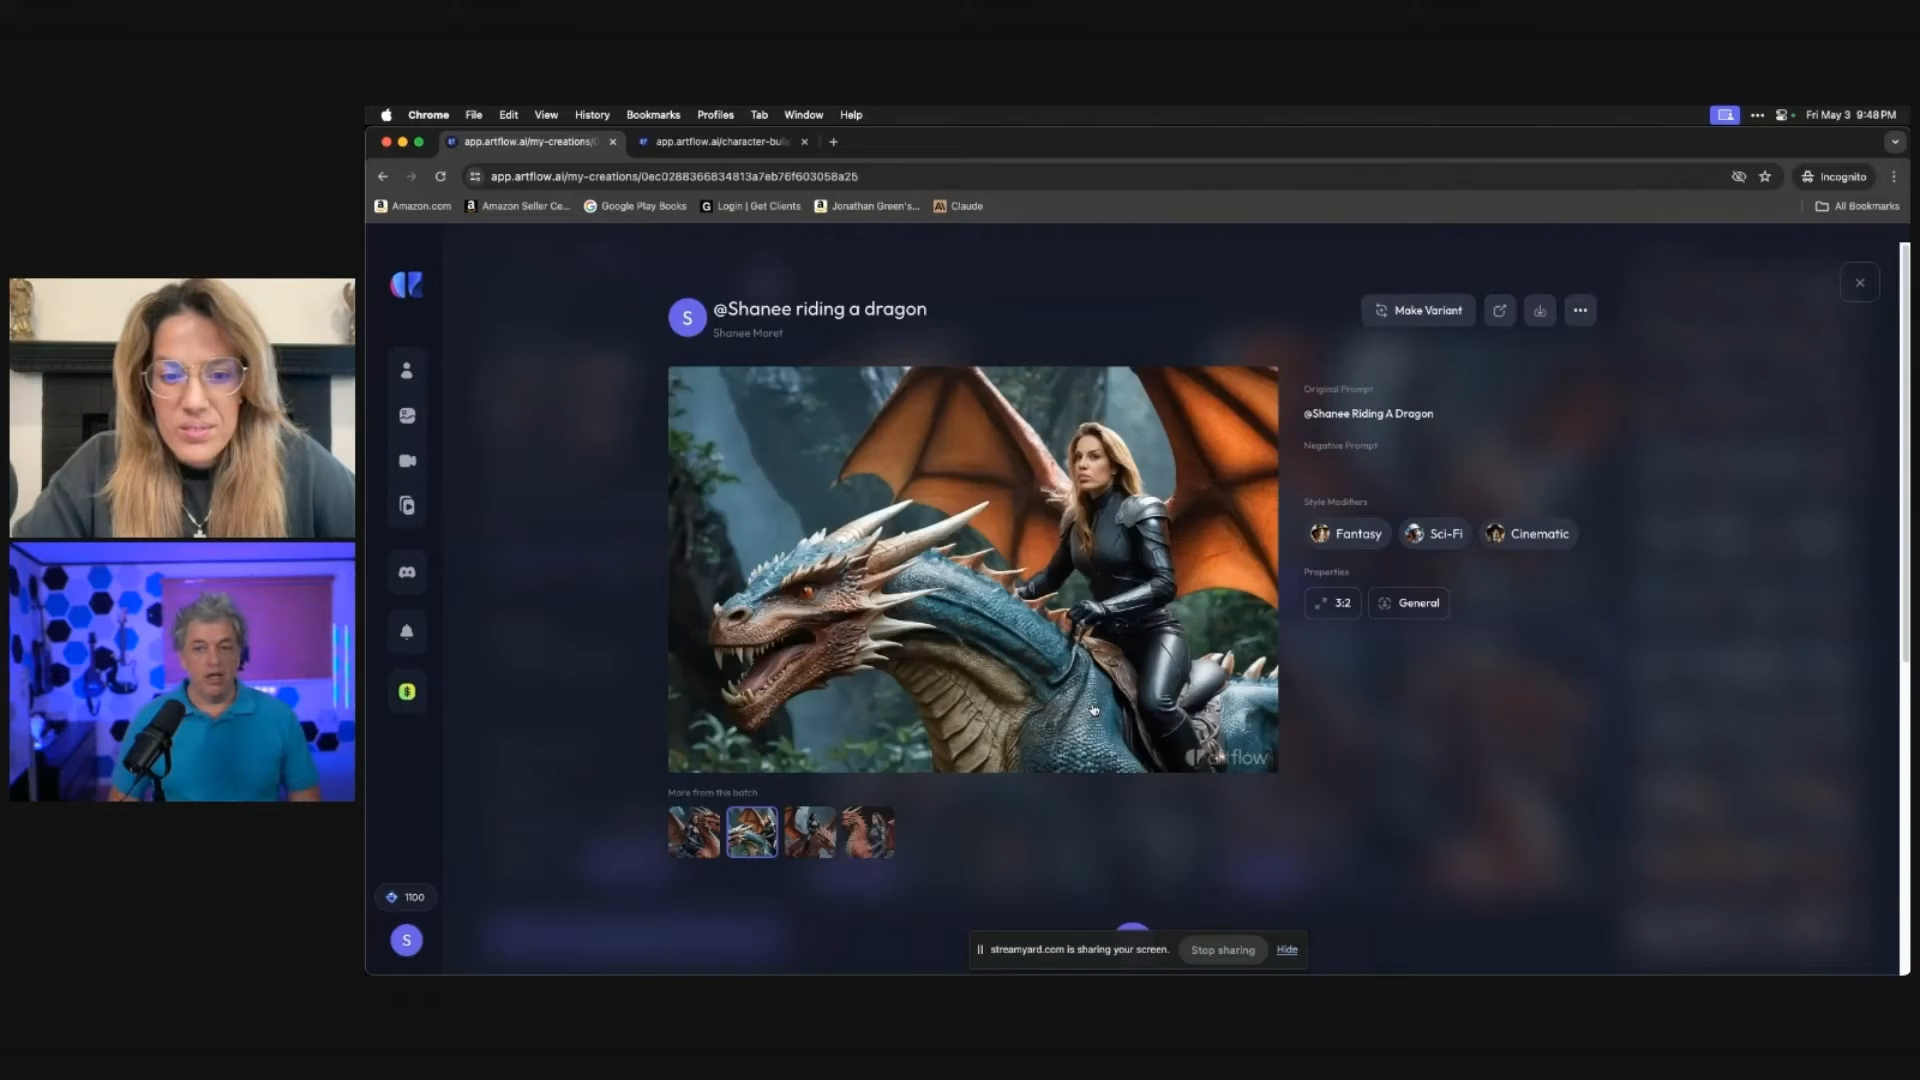 Chrome File Edit View History Bookmarks Profiles Tab Window Help Fri May 3 9:48 PM
app.artflow.ai/my-creations/ app.artflow.ai/character-buil
app.artflow.ai/my-creations/0ec0288366834813a7eb76f603058a25 Incognito
Amazon.com Amazon Seller Ce... Google Play Books Login | Get Clients Jonathan Green's... Claude All Bookmarks
S @Shanee riding a dragon
Shanee Moret
Make Variant
Original Prompt
@Shanee Riding A Dragon
Negative Prompt
Style Modifiers
Fantasy Sci-Fi Cinematic
Properties
3:2 General
artflow
More from this batch
1100
S
streamyard.com is sharing your screen. Stop sharing Hide